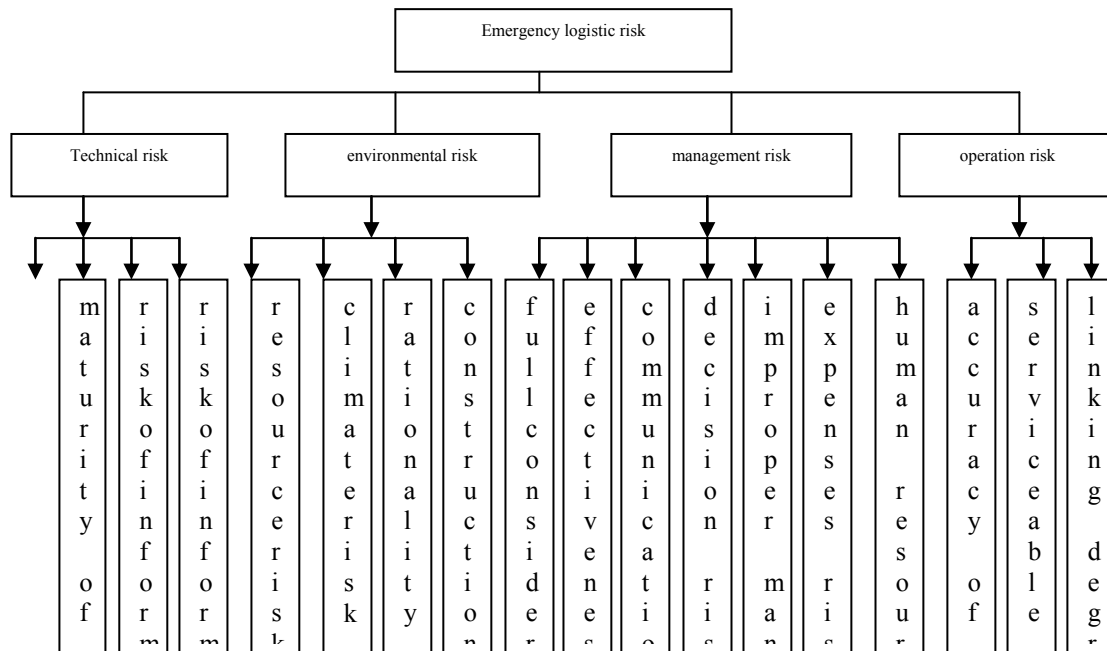 Emergency logistic risk
Technical risk
environmental risk
management risk
operation risk
maturity of
riskofinform
riskofinform
resourcerisk
climaterisk
rationality
construction
fullconsider
effectivenes
communicatio
decision ris
improper man
expenses ris
human resour
accuracy of
serviceable
linking degr